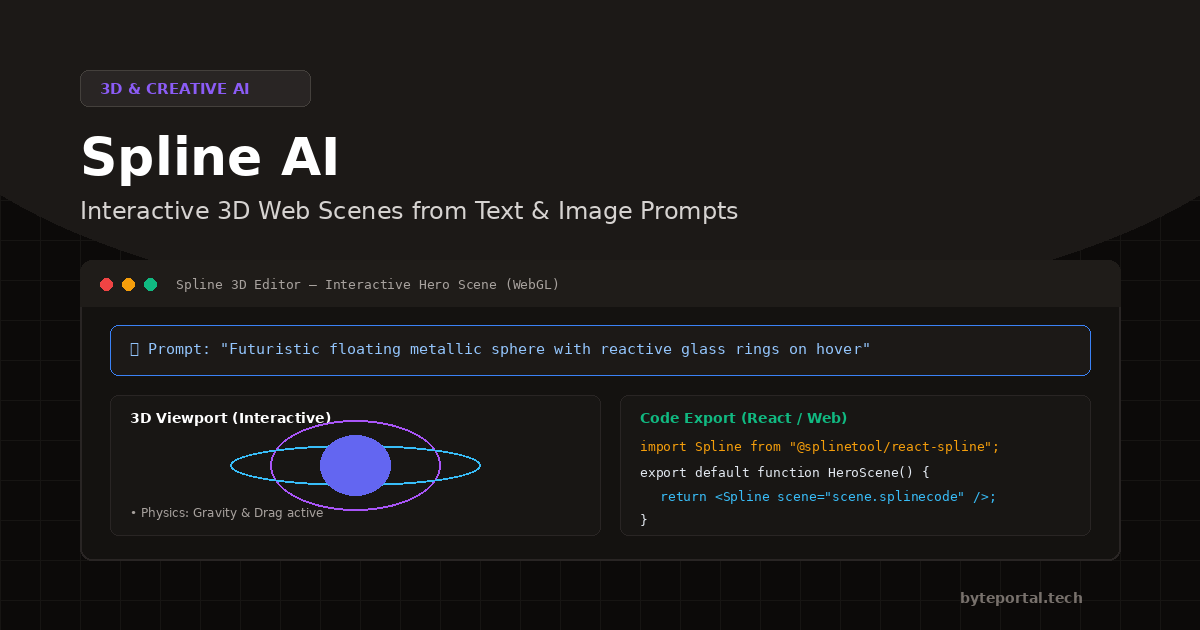 3D & CREATIVE AI
Spline AI
Interactive 3D Web Scenes from Text & Image Prompts
Spline 3D Editor — Interactive Hero Scene (WebGL)
Prompt: "Futuristic floating metallic sphere with reactive glass rings on hover"
3D Viewport (Interactive)
• Physics: Gravity & Drag active
Code Export (React / Web)
import Spline from "@splinetool/react-spline";
export default function HeroScene() {
return <Spline scene="scene.splinecode" />;
}
byteportal.tech